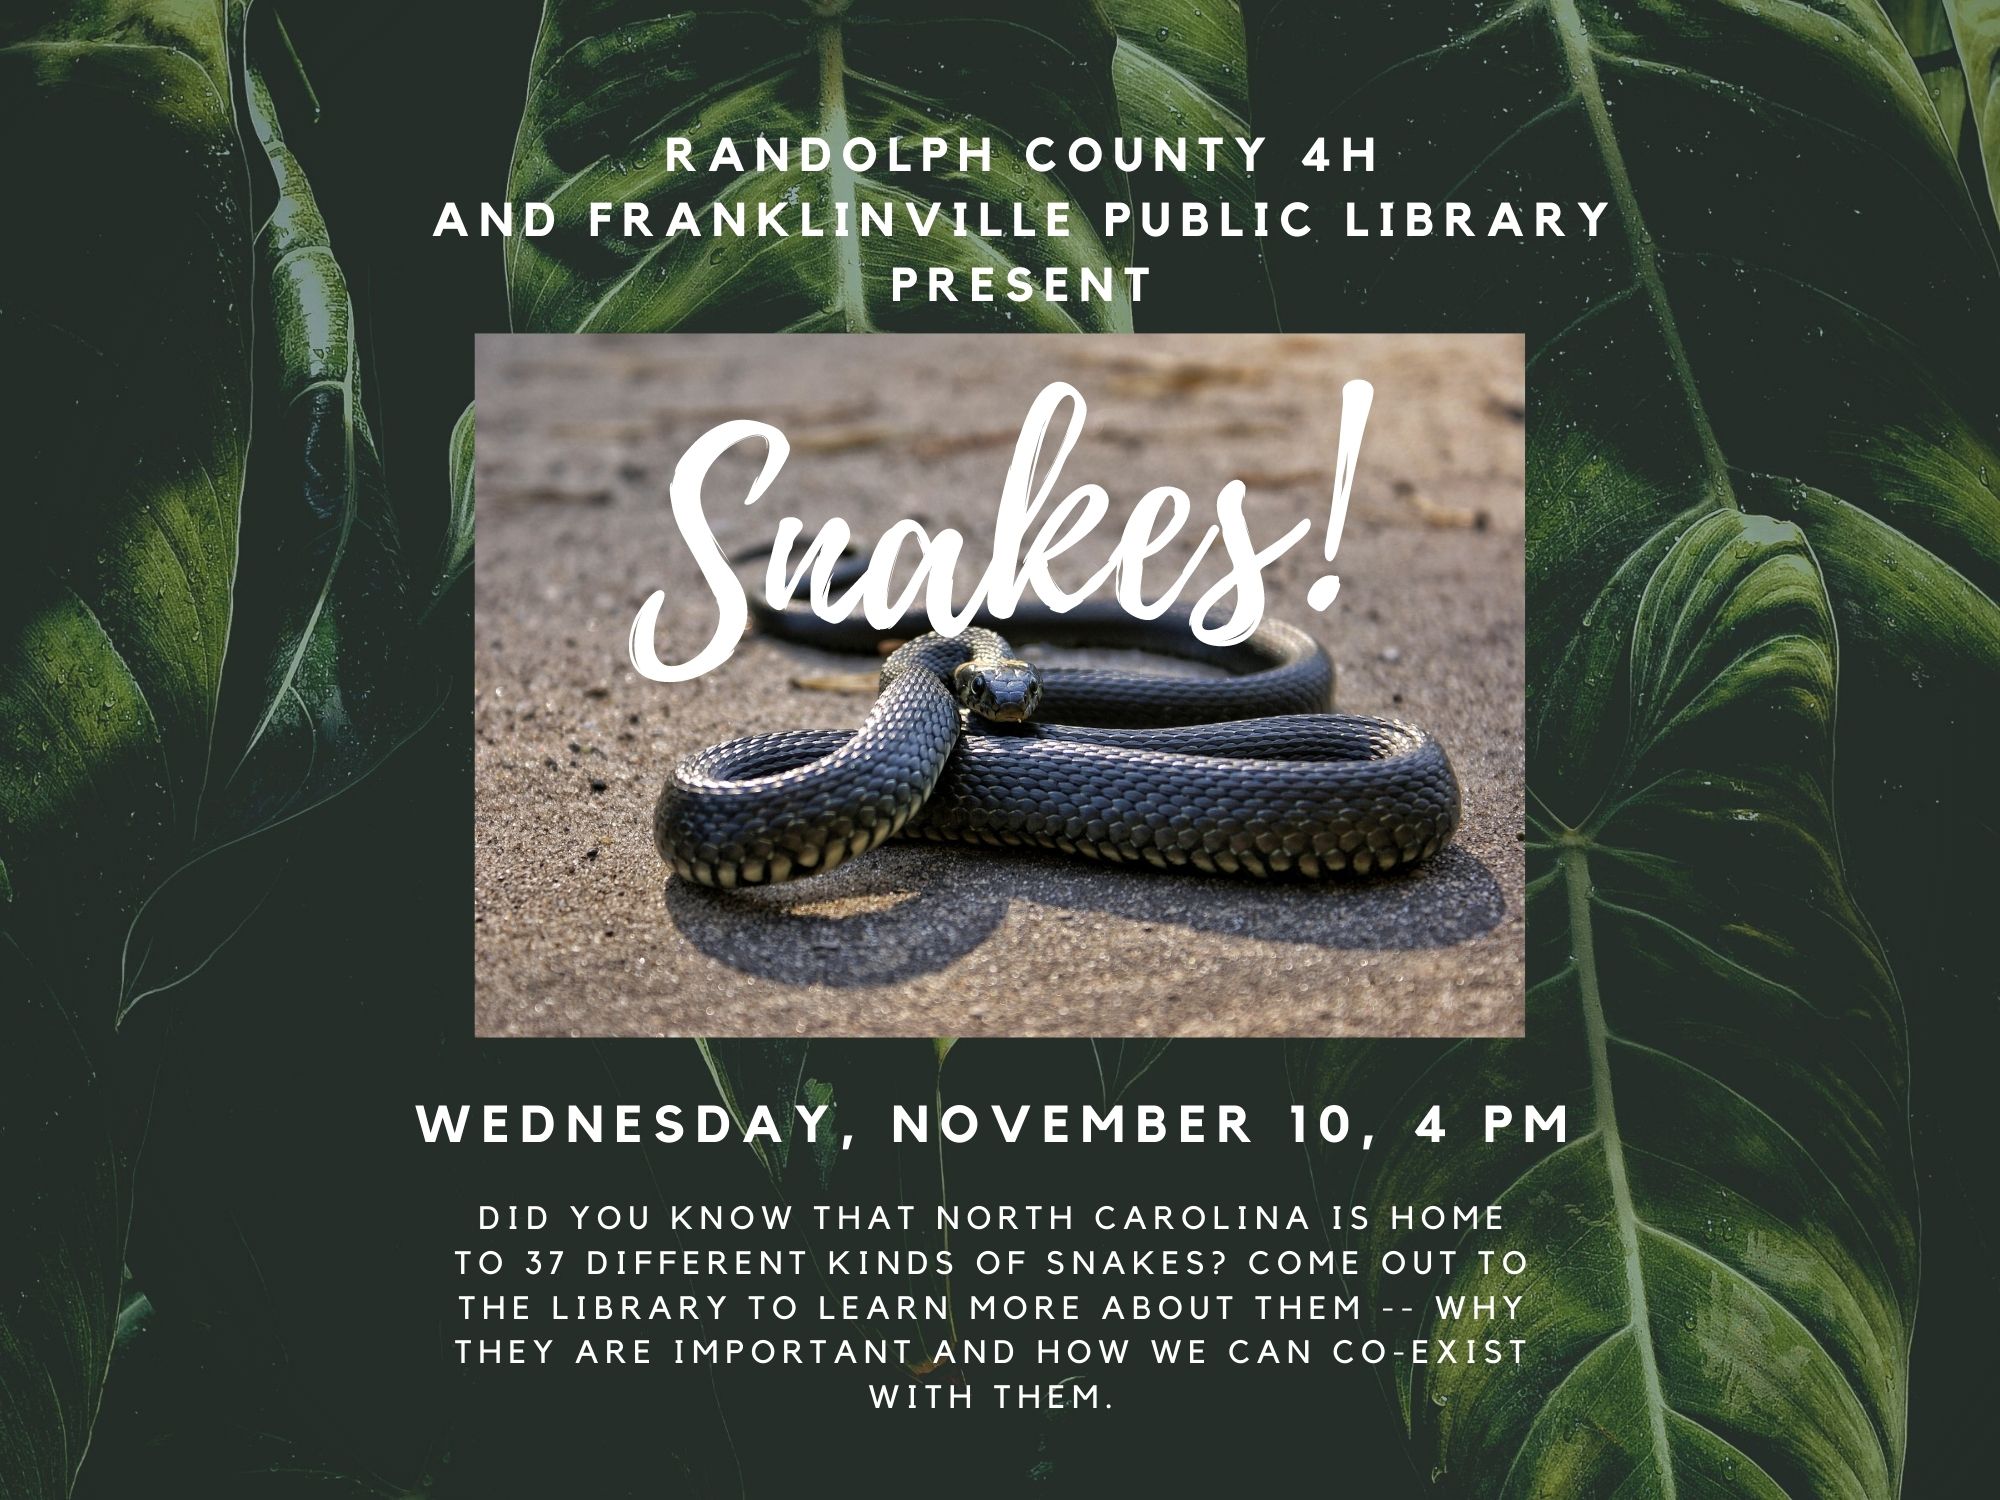 RANDOLPH COUNTY 4H
AND FRANKLINVILLE PUBLIC LIBRARY
PRESENT
Snakes!
WEDNESDAY, NOVEMBER 10, 4 PM
DID YOU KNOW THAT NORTH CAROLINA IS HOME
TO 37 DIFFERENT KINDS OF SNAKES? COME OUT TO
THE LIBRARY TO LEARN MORE ABOUT THEM -- WHY
THEY ARE IMPORTANT AND HOW WE CAN CO-EXIST
WITH THEM.